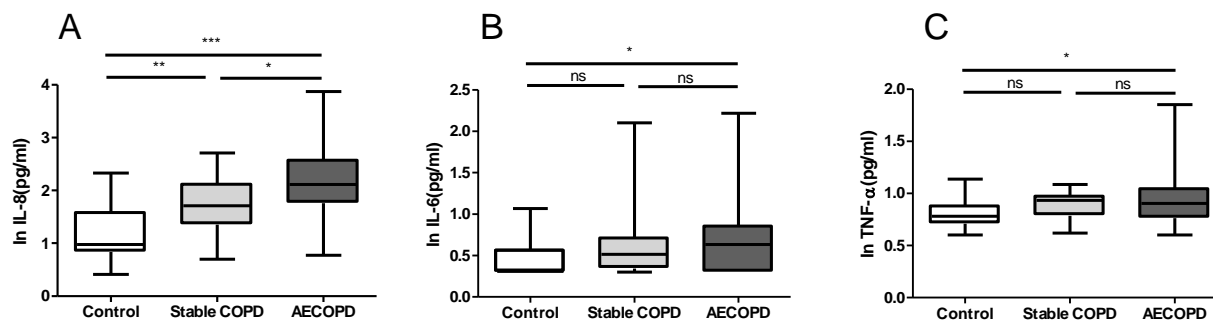 A
***
**
*
ln IL-8(pg/ml)
4
3
2
1
0
Control
Stable COPD
AECOPD
B
*
ns
ns
ln IL-6(pg/ml)
2.5
2.0
1.5
1.0
0.5
0.0
Control
Stable COPD
AECOPD
C
*
ns
ns
ln TNF-α(pg/ml)
2.0
1.5
1.0
0.5
0.0
Control
Stable COPD
AECOPD